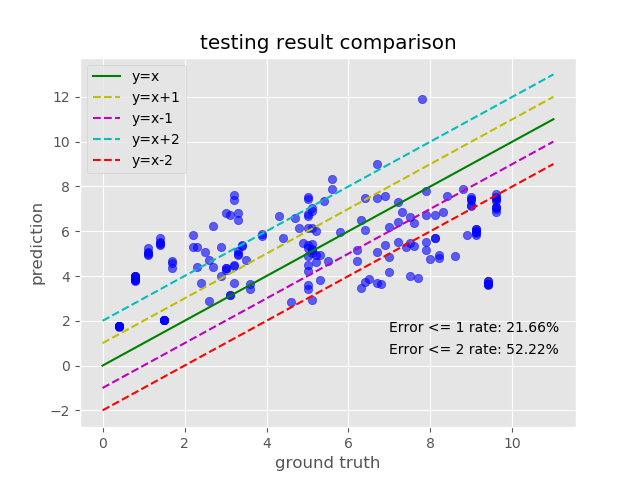 testing result comparison
y=x
y=x+1
y=x-1
y=x+2
y=x-2
12
10
8
6
4
2
0
−2
prediction
Error <= 1 rate: 21.66%
Error <= 2 rate: 52.22%
0 2 4 6 8 10
ground truth